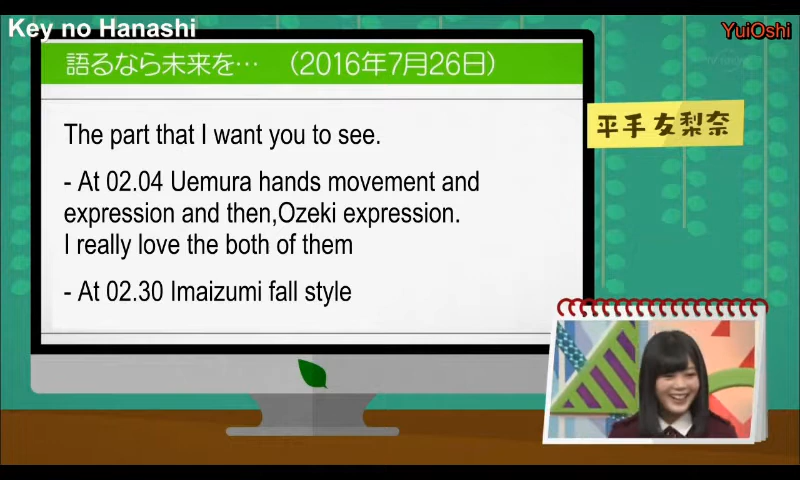 Key no Hanashi
YuiOshi
語るなら未来を… （2016年7月26日）
The part that I want you to see.
平手友梨奈
- At 02.04 Uemura hands movement and
expression and then,Ozeki expression.
I really love the both of them
- At 02.30 Imaizumi fall style